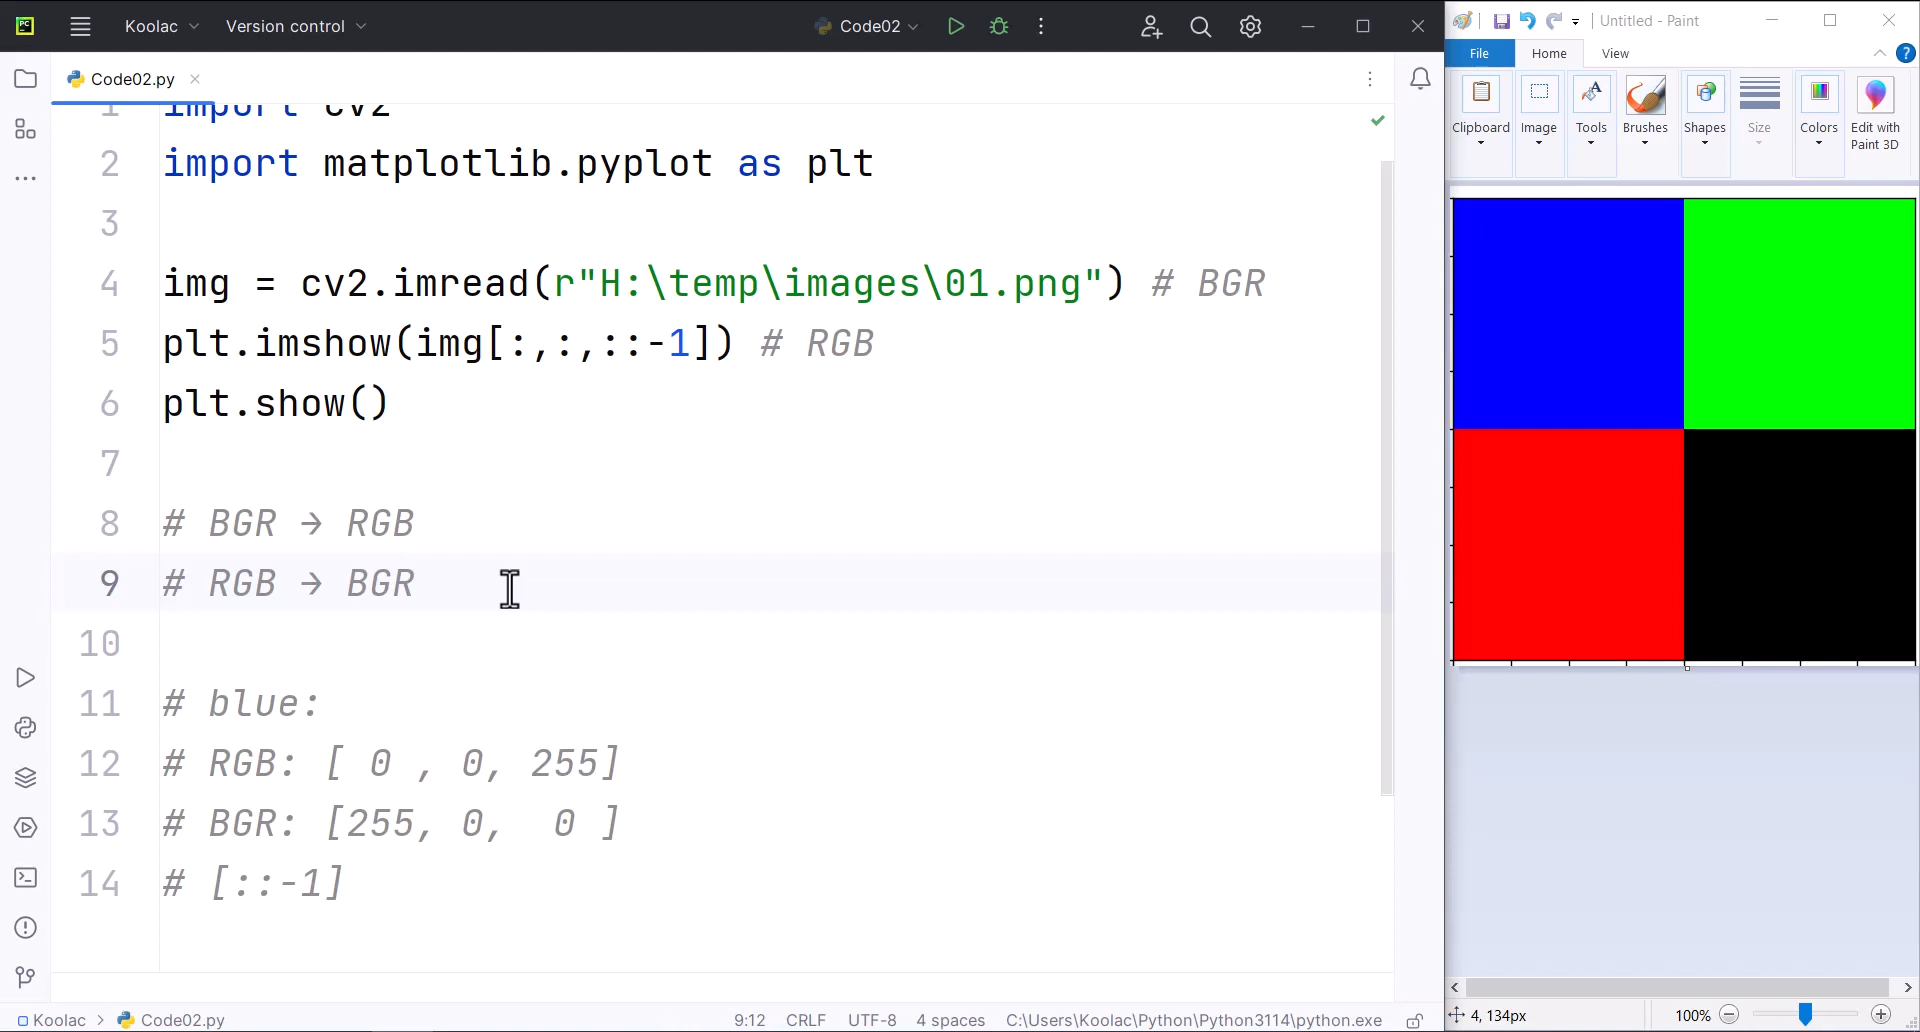 PC
Koolac
Version control
Code02
Untitled - Paint
File
Home
View
?
Code02.py
Clipboard
Image
Tools
Brushes
Shapes
Size
Colors
Edit with
Paint 3D
1 import cv2
2 import matplotlib.pyplot as plt
3
4 img = cv2.imread(r"H:\temp\images\01.png") # BGR
5 plt.imshow(img[:,:,::-1]) # RGB
6 plt.show()
7
8 # BGR → RGB
9 # RGB → BGR
10
11 # blue:
12 # RGB: [ 0 , 0, 255]
13 # BGR: [255, 0,  0 ]
14 # [::-1]
Koolac > Code02.py
9:12
CRLF
UTF-8
4 spaces
C:\Users\Koolac\Python\Python3114\python.exe
4, 134px
100%